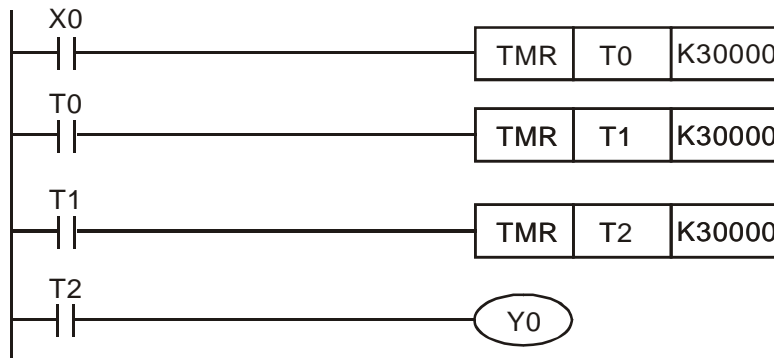 X0
TMR T0 K30000
T0
TMR T1 K30000
T1
TMR T2 K30000
T2
Y0